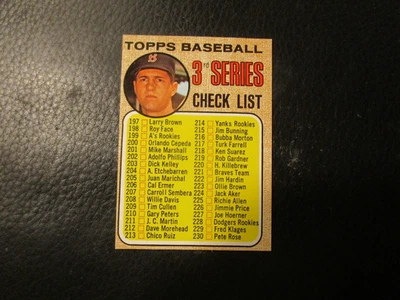 TOPPS BASEBALL
3rd SERIES
CHECK LIST
B
197 Larry Brown
198 Roy Face
199 A's Rookies
200 Orlando Cepeda
201 Mike Marshall
202 Adolfo Phillips
203 Dick Kelley
204 A. Etchebarren
205 Juan Marichal
206 Cal Ermer
207 Carroll Sembera
208 Willie Davis
209 Tim Cullen
210 Gary Peters
211 J. C. Martin
212 Dave Morehead
213 Chico Ruiz
214 Yanks Rookies
215 Jim Bunning
216 Bubba Morton
217 Turk Farrell
218 Ken Suarez
219 Rob Gardner
220 H. Killebrew
221 Braves Team
222 Jim Hardin
223 Ollie Brown
224 Jack Aker
225 Richie Allen
226 Jimmie Price
227 Joe Hoerner
228 Dodgers Rookies
229 Fred Klages
230 Pete Rose